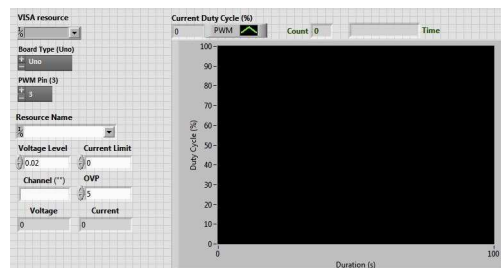 VISA resource
Board Type (Uno)
Uno
PWM Pin (3)
3
Resource Name
Voltage Level Current Limit
0.02 0
Channel ("") OVP
5
Voltage Current
0 0
Current Duty Cycle (%)
0 PWM Count 0 Time
Duty Cycle (%)
100
90
80
70
60
50
40
30
20
10
0
0 100
Duration (s)